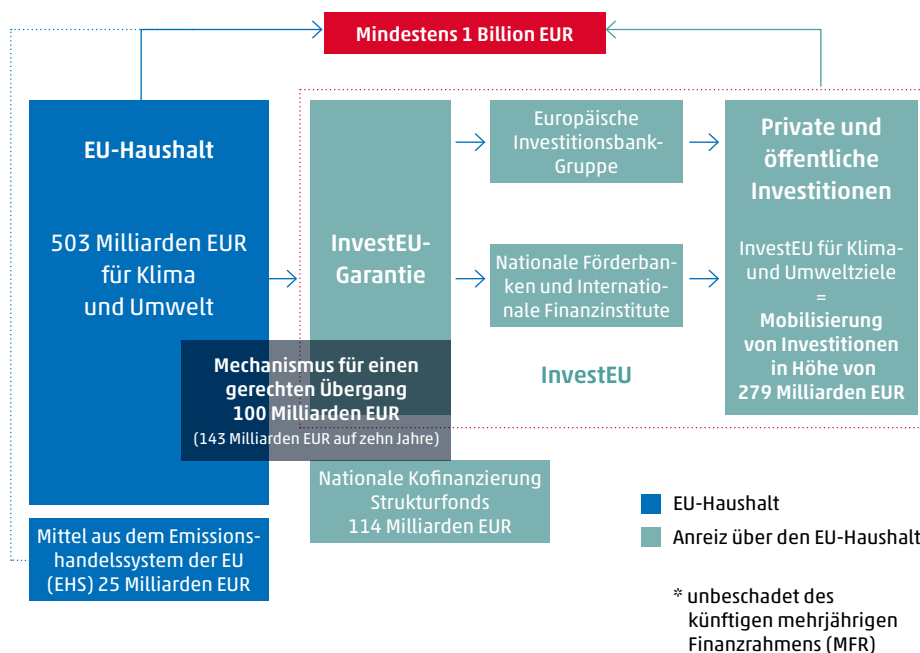 Mindestens 1 Billion EUR
EU-Haushalt
503 Milliarden EUR
für Klima
und Umwelt
InvestEU-
Garantie
Europäische
Investitionsbank-
Gruppe
Nationale Förderban-
ken und Internatio-
nale Finanzinstitute
InvestEU
Private und
öffentliche
Investitionen
InvestEU für Klima-
und Umweltziele
=
Mobilisierung
von Investitionen
in Höhe von
279 Milliarden EUR
Mechanismus für einen
gerechten Übergang
100 Milliarden EUR
(143 Milliarden EUR auf zehn Jahre)
Nationale Kofinanzierung
Strukturfonds
114 Milliarden EUR
Mittel aus dem Emissions-
handelssystem der EU
(EHS) 25 Milliarden EUR
EU-Haushalt
Anreiz über den EU-Haushalt
* unbeschadet des
künftigen mehrjährigen
Finanzrahmens (MFR)